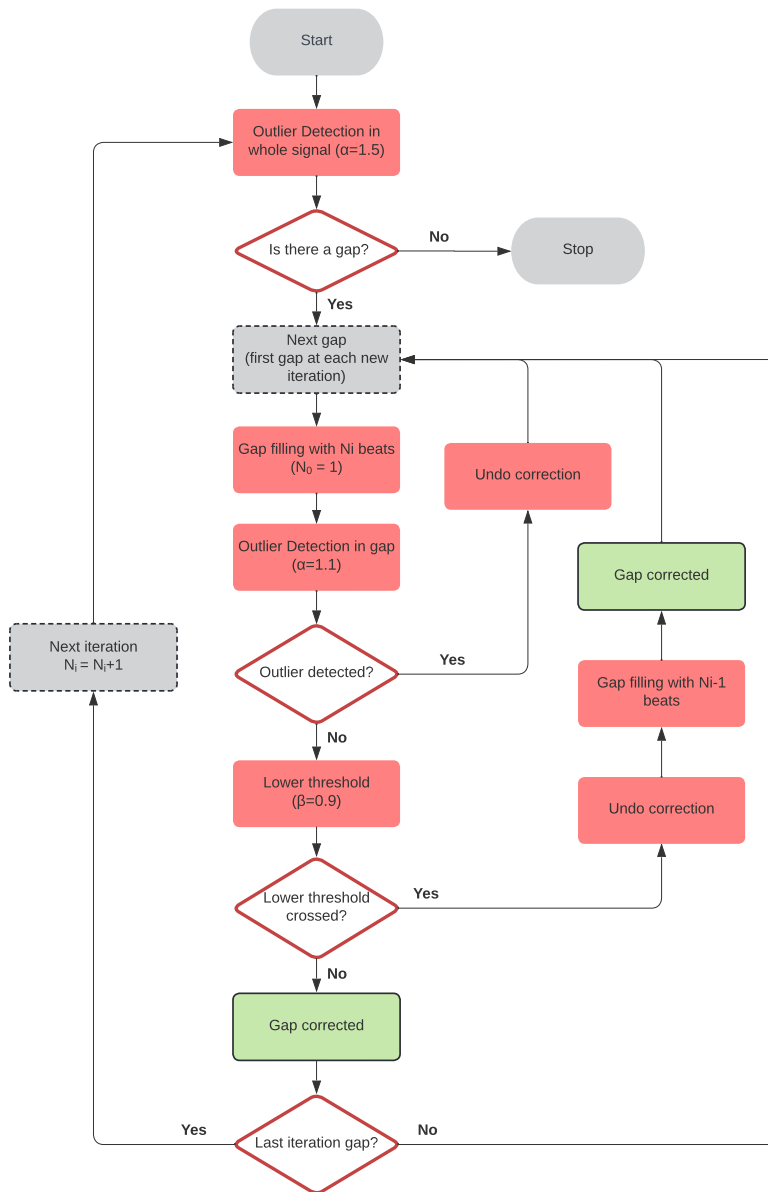 Start
Outlier Detection in
whole signal (α=1.5)
Is there a gap?
No
Stop
Yes
Next gap
(first gap at each new
iteration)
Gap filling with Ni beats
(N₀ = 1)
Undo correction
Outlier Detection in gap
(α=1.1)
Gap corrected
Next iteration
Nᵢ = Nᵢ+1
Outlier detected?
Yes
Gap filling with Ni-1
beats
No
Lower threshold
(β=0.9)
Undo correction
Lower threshold
crossed?
Yes
No
Gap corrected
Yes
Last iteration gap?
No